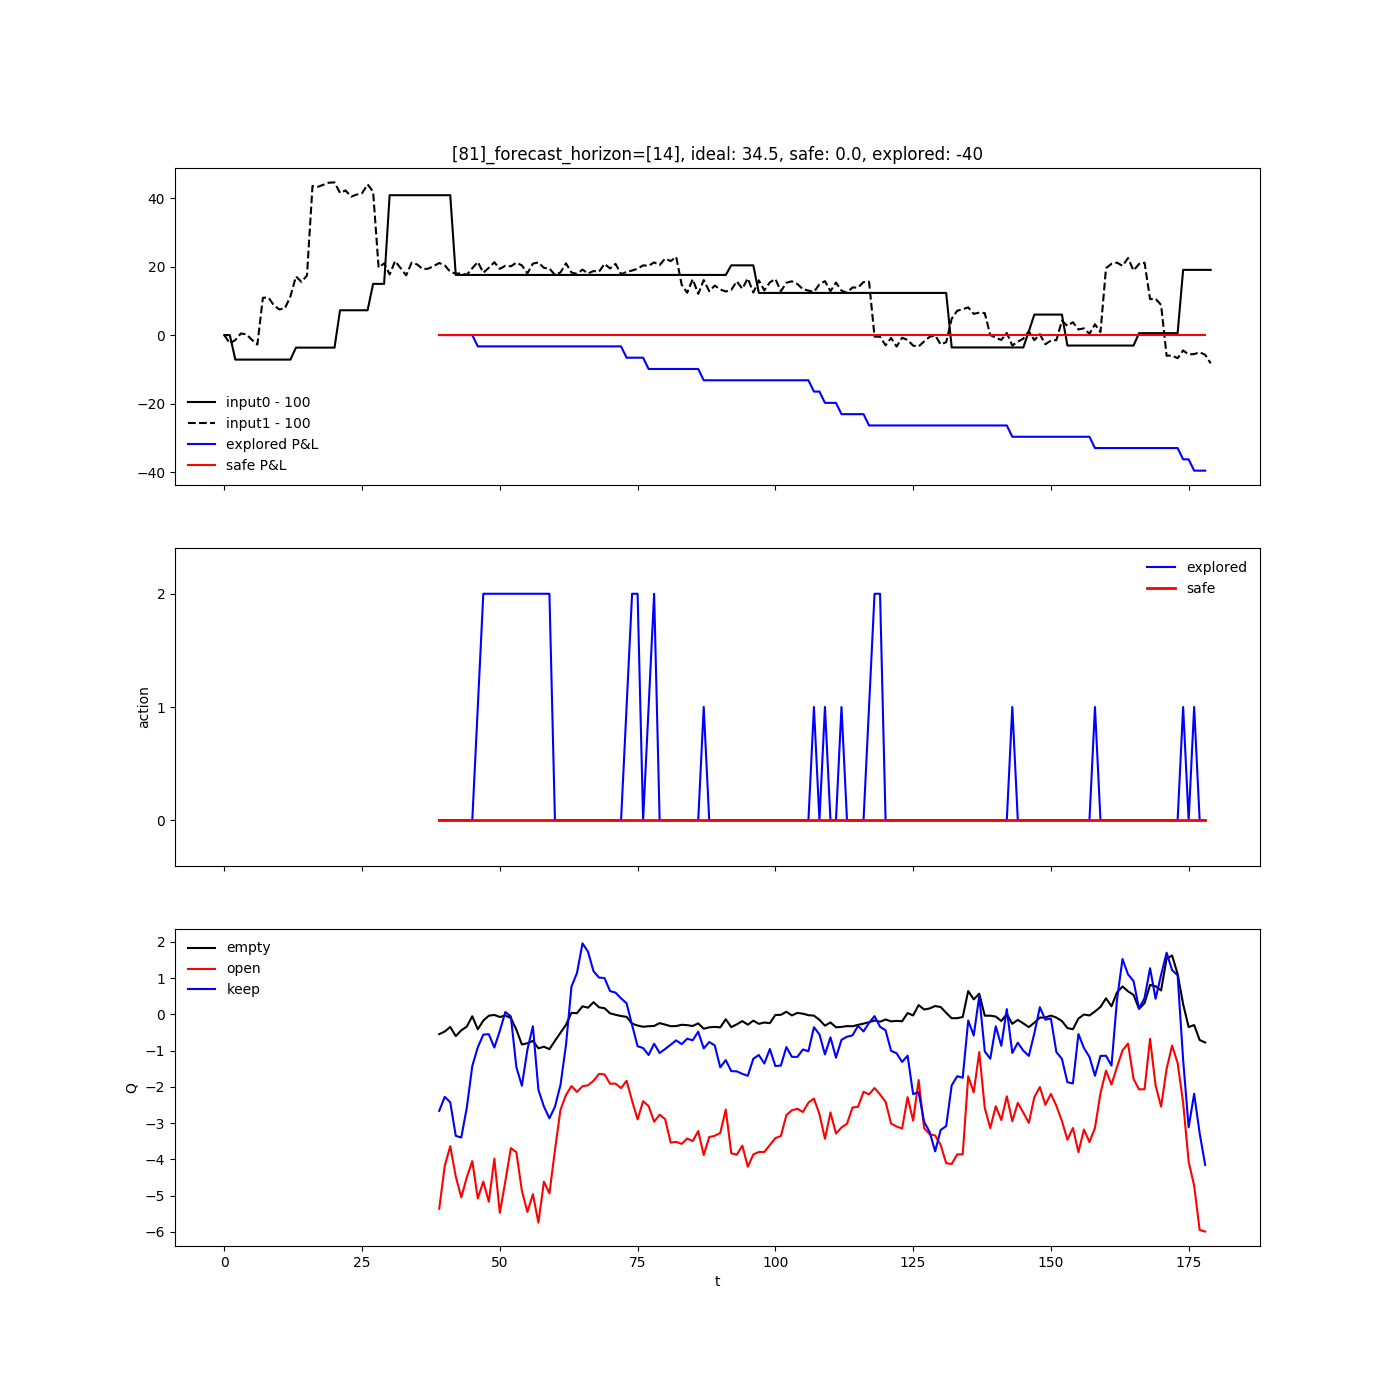 [81]_forecast_horizon=[14], ideal: 34.5, safe: 0.0, explored: -40
40
20
0
−20
−40
input0 - 100
input1 - 100
explored P&L
safe P&L
2
1
0
action
explored
safe
2
1
0
−1
−2
−3
−4
−5
−6
Q
empty
open
keep
0 25 50 75 100 125 150 175
t